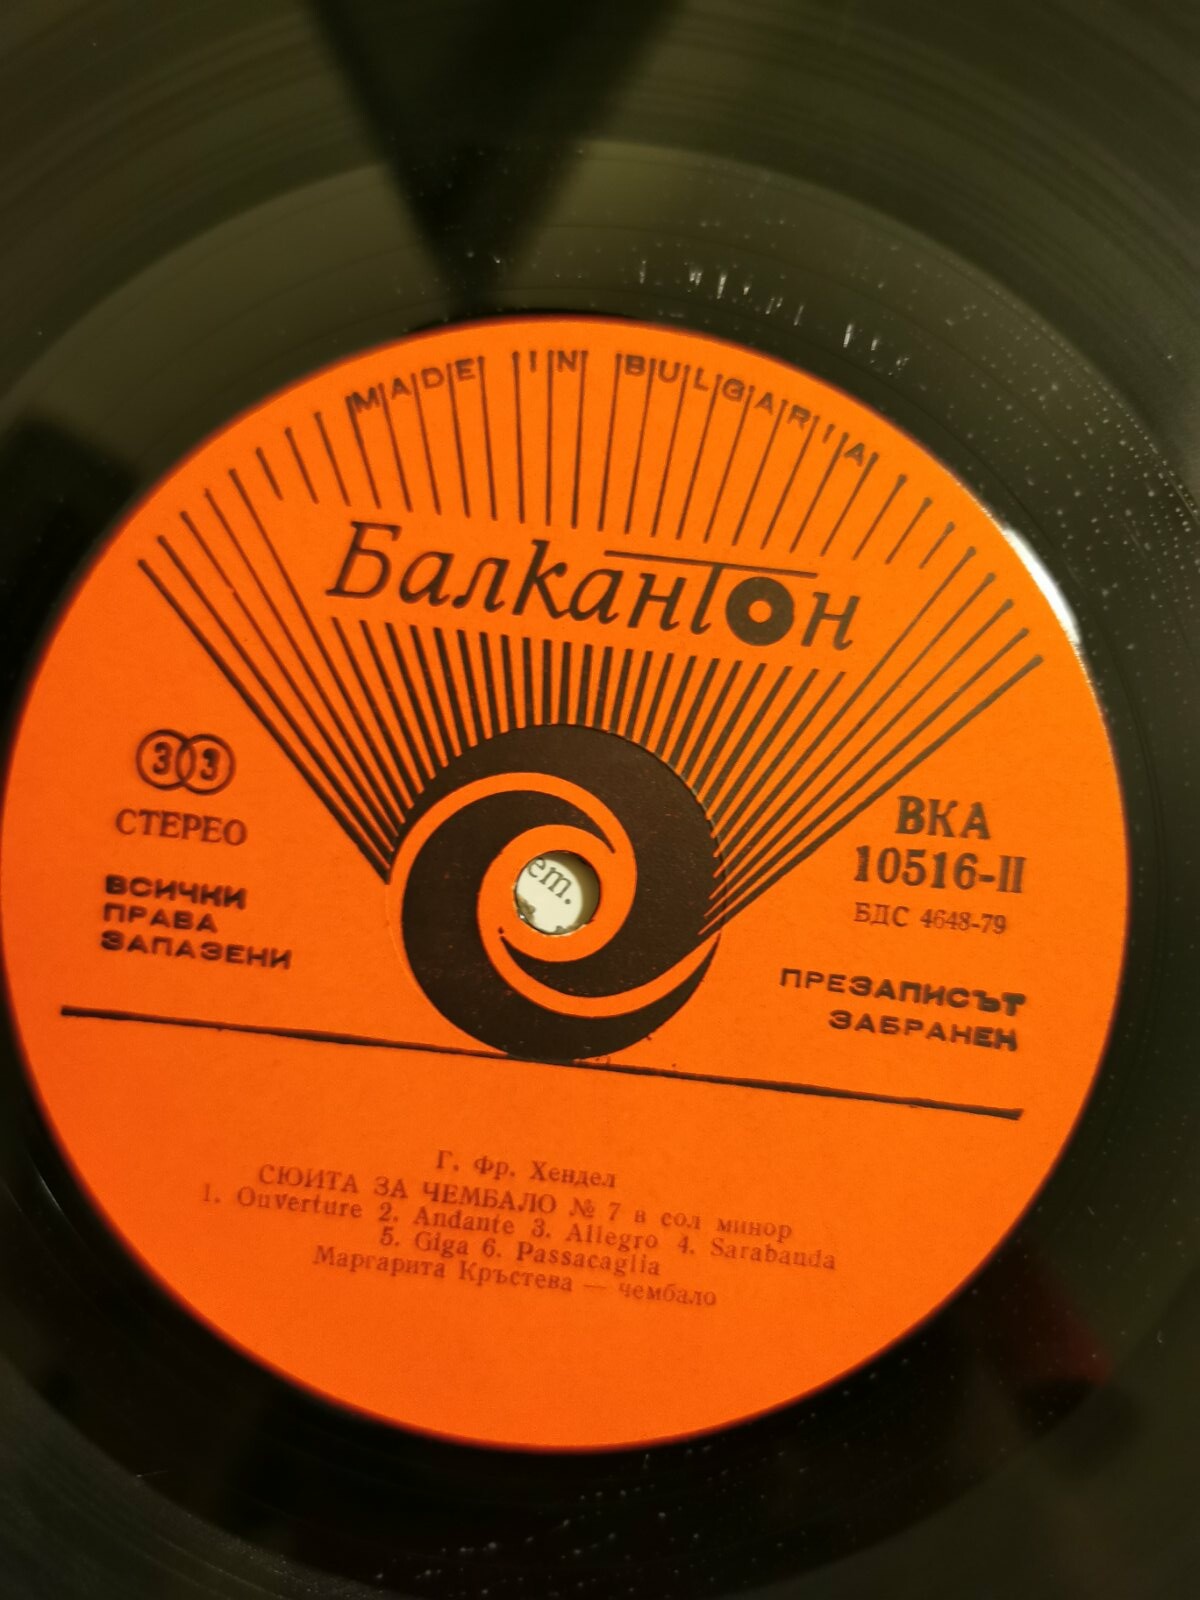 MADE IN BULGARIA
Балкантон
33
СТЕРЕО
ВСИЧКИ
ПРАВА
ЗАПАЗЕНИ
ВКА
10516-II
БДС 4648-79
ПРЕЗАПИСЪТ
ЗАБРАНЕН
em.
Г. Фр. Хендел
СЮИТА ЗА ЧЕМБАЛО № 7 в сол минор
1. Ouverture 2. Andante 3. Allegro 4. Sarabanda
5. Giga 6. Passacaglia
Маргарита Кръстева — чембало